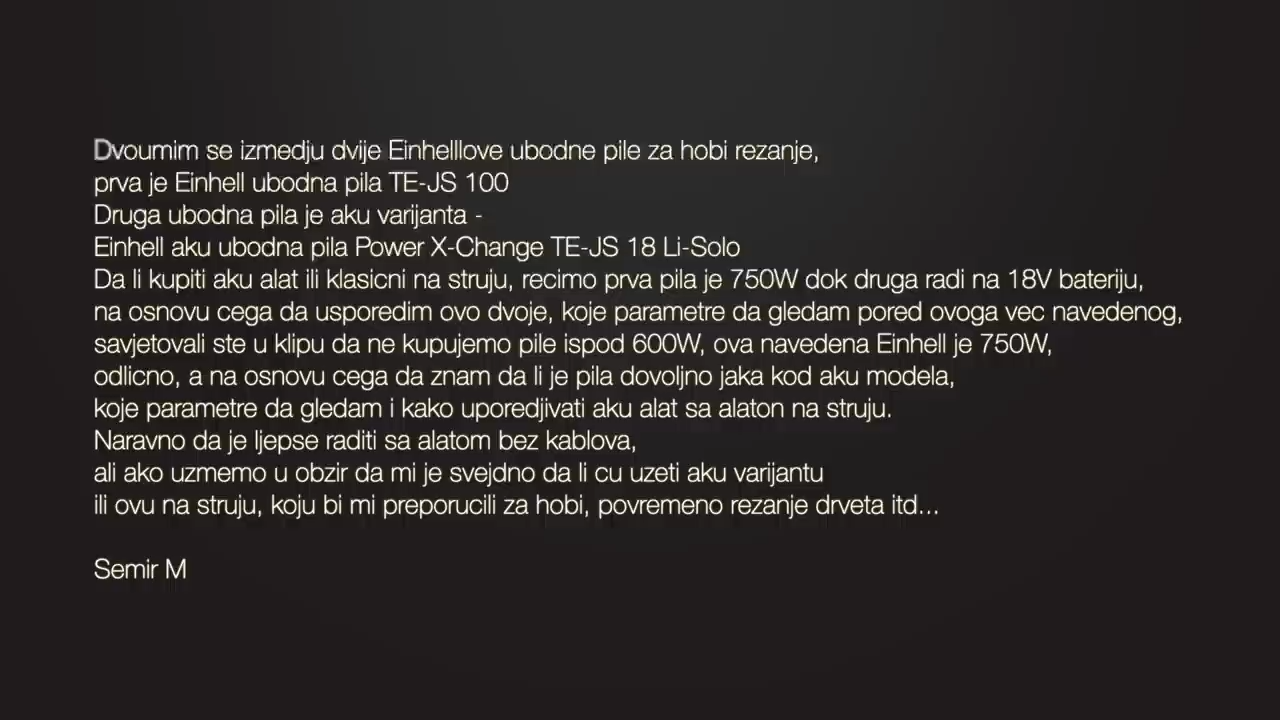 Dvoumim se izmedju dvije Einhelllove ubodne pile za hobi rezanje,
prva je Einhell ubodna pila TE-JS 100
Druga ubodna pila je aku varijanta -
Einhell aku ubodna pila Power X-Change TE-JS 18 Li-Solo
Da li kupiti aku alat ili klasicni na struju, recimo prva pila je 750W dok druga radi na 18V bateriju,
na osnovu cega da usporedim ovo dvoje, koje parametre da gledam pored ovoga vec navedenog,
savjetovali ste u klipu da ne kupujemo pile ispod 600W, ova navedena Einhell je 750W,
odlicno, a na osnovu cega da znam da li je pila dovoljno jaka kod aku modela,
koje parametre da gledam i kako uporedjivati aku alat sa alaton na struju.
Naravno da je ljepse raditi sa alatom bez kablova,
ali ako uzmemo u obzir da mi je svejdno da li cu uzeti aku varijantu
ili ovu na struju, koju bi mi preporucili za hobi, povremeno rezanje drveta itd...
Semir M